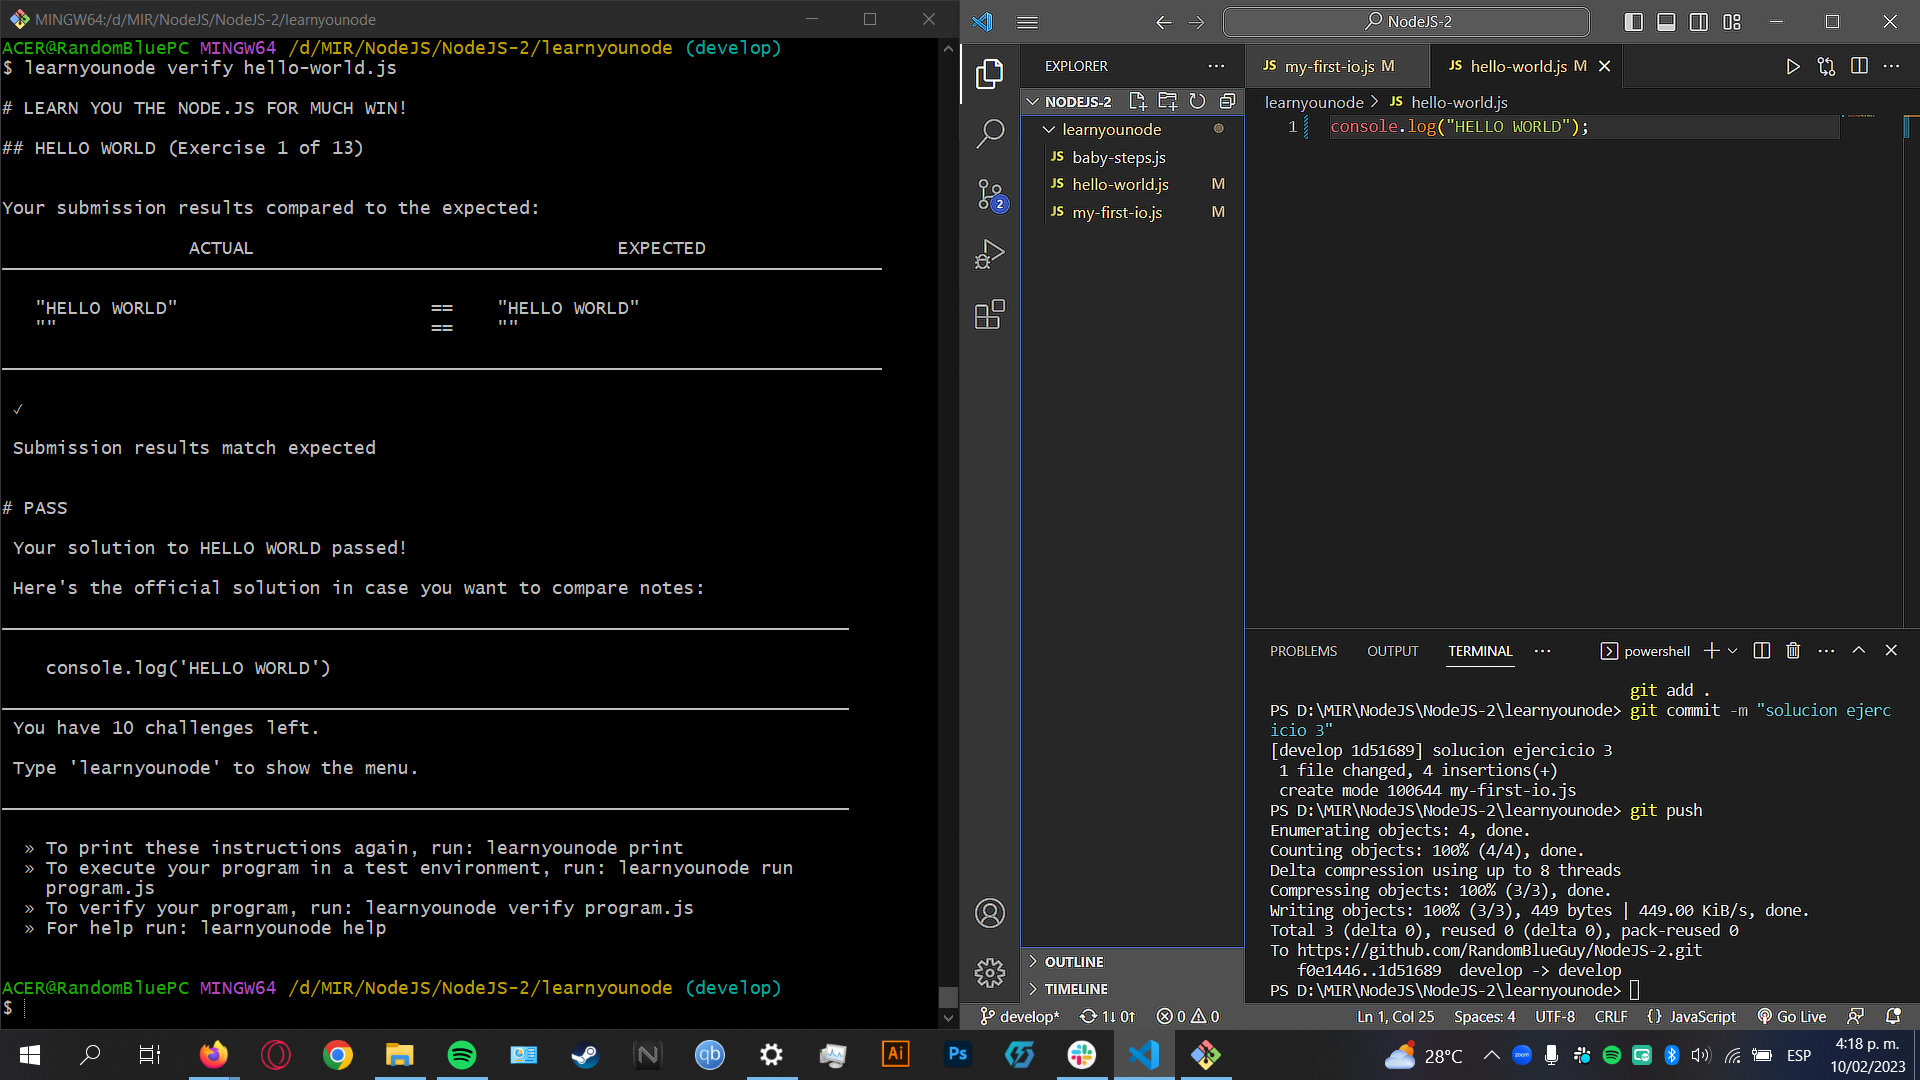 MINGW64:/d/MIR/NodeJS/NodeJS-2/learnyounode
ACER@RandomBluePC MINGW64 /d/MIR/NodeJS/NodeJS-2/learnyounode (develop)
$ learnyounode verify hello-world.js
# LEARN YOU THE NODE.JS FOR MUCH WIN!
## HELLO WORLD (Exercise 1 of 13)
Your submission results compared to the expected:
ACTUAL EXPECTED
"HELLO WORLD" == "HELLO WORLD"
"" == ""
✓
Submission results match expected
# PASS
Your solution to HELLO WORLD passed!
Here's the official solution in case you want to compare notes:
console.log('HELLO WORLD')
You have 10 challenges left.
Type 'learnyounode' to show the menu.
» To print these instructions again, run: learnyounode print
» To execute your program in a test environment, run: learnyounode run
program.js
» To verify your program, run: learnyounode verify program.js
» For help run: learnyounode help
ACER@RandomBluePC MINGW64 /d/MIR/NodeJS/NodeJS-2/learnyounode (develop)
$
NodeJS-2
EXPLORER
NODEJS-2
learnyounode
JS baby-steps.js
JS hello-world.js M
JS my-first-io.js M
2
OUTLINE
TIMELINE
JS my-first-io.js M
JS hello-world.js M
learnyounode > JS hello-world.js
1 console.log("HELLO WORLD");
PROBLEMS OUTPUT TERMINAL
powershell
git add .
PS D:\MIR\NodeJS\NodeJS-2\learnyounode> git commit -m "solucion ejerc
icio 3"
[develop 1d51689] solucion ejercicio 3
1 file changed, 4 insertions(+)
create mode 100644 my-first-io.js
PS D:\MIR\NodeJS\NodeJS-2\learnyounode> git push
Enumerating objects: 4, done.
Counting objects: 100% (4/4), done.
Delta compression using up to 8 threads
Compressing objects: 100% (3/3), done.
Writing objects: 100% (3/3), 449 bytes | 449.00 KiB/s, done.
Total 3 (delta 0), reused 0 (delta 0), pack-reused 0
To https://github.com/RandomBlueGuy/NodeJS-2.git
f0e1446..1d51689 develop -> develop
PS D:\MIR\NodeJS\NodeJS-2\learnyounode>
develop* 1↓ 0↑ 0 0 Ln 1, Col 25 Spaces: 4 UTF-8 CRLF {} JavaScript Go Live
N qb Ai Ps
28°C zoom ESP
4:18 p. m.
10/02/2023